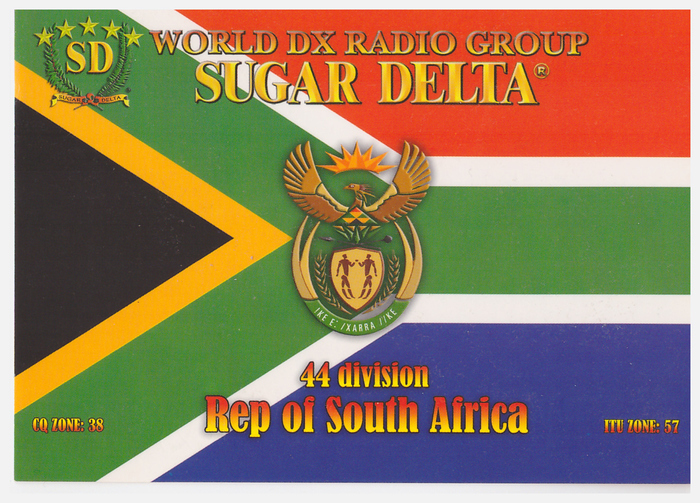 SD
SUGAR DELTA
WORLD DX RADIO GROUP
SUGAR DELTA®
!KE E: /XARRA //KE
44 division
Rep of South Africa
CQ ZONE: 38
ITU ZONE: 57